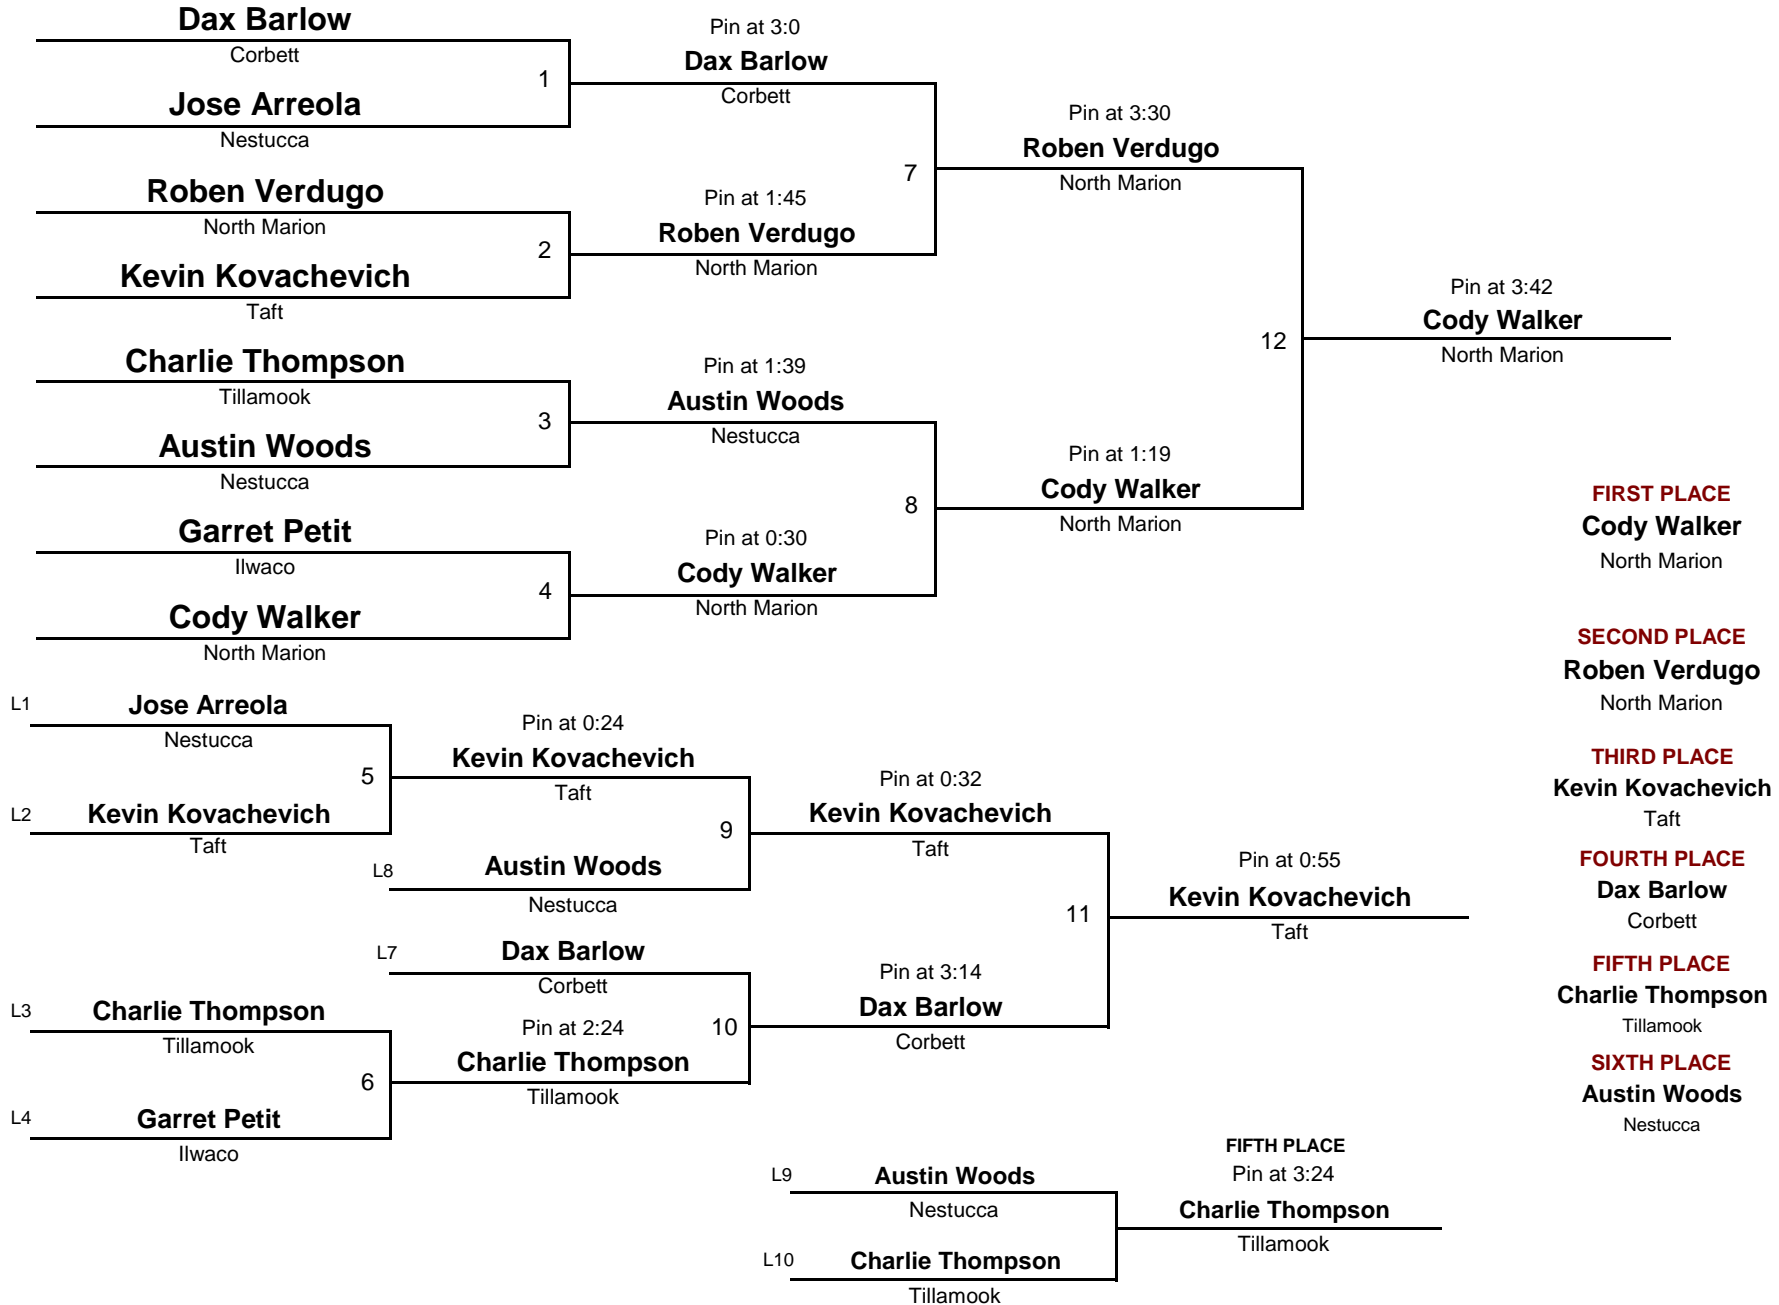 Dax Barlow
Corbett
1
Jose Arreola
Nestucca
Roben Verdugo
North Marion
2
Kevin Kovachevich
Taft
Charlie Thompson
Tillamook
3
Austin Woods
Nestucca
Garret Petit
Ilwaco
4
Cody Walker
North Marion
Pin at 3:0
Dax Barlow
Corbett
7
Pin at 1:45
Roben Verdugo
North Marion
Pin at 1:39
Austin Woods
Nestucca
8
Pin at 0:30
Cody Walker
North Marion
Pin at 3:30
Roben Verdugo
North Marion
12
Pin at 1:19
Cody Walker
North Marion
Pin at 3:42
Cody Walker
North Marion
L1
Jose Arreola
Nestucca
5
L2
Kevin Kovachevich
Taft
L3
Charlie Thompson
Tillamook
6
L4
Garret Petit
Ilwaco
Pin at 0:24
Kevin Kovachevich
Taft
9
L8
Austin Woods
Nestucca
L7
Dax Barlow
Corbett
10
Pin at 2:24
Charlie Thompson
Tillamook
Pin at 0:32
Kevin Kovachevich
Taft
11
Pin at 3:14
Dax Barlow
Corbett
Pin at 0:55
Kevin Kovachevich
Taft
L9
Austin Woods
Nestucca
L10
Charlie Thompson
Tillamook
FIFTH PLACE
Pin at 3:24
Charlie Thompson
Tillamook
FIRST PLACE
Cody Walker
North Marion
SECOND PLACE
Roben Verdugo
North Marion
THIRD PLACE
Kevin Kovachevich
Taft
FOURTH PLACE
Dax Barlow
Corbett
FIFTH PLACE
Charlie Thompson
Tillamook
SIXTH PLACE
Austin Woods
Nestucca